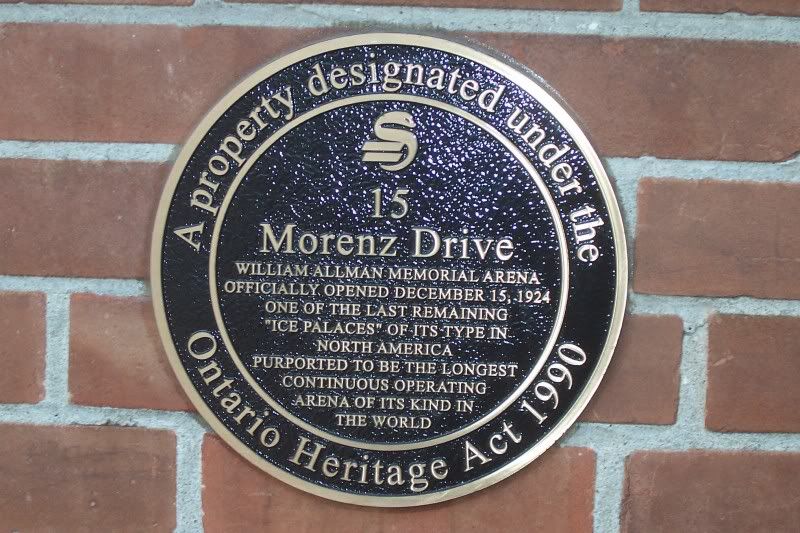 A property designated under the
15
Morenz Drive
WILLIAM ALLMAN MEMORIAL ARENA
OFFICIALLY OPENED DECEMBER 15, 1924
ONE OF THE LAST REMAINING
"ICE PALACES" OF ITS TYPE IN
NORTH AMERICA
PURPORTED TO BE THE LONGEST
CONTINUOUS OPERATING
ARENA OF ITS KIND IN
THE WORLD
Ontario Heritage Act 1990